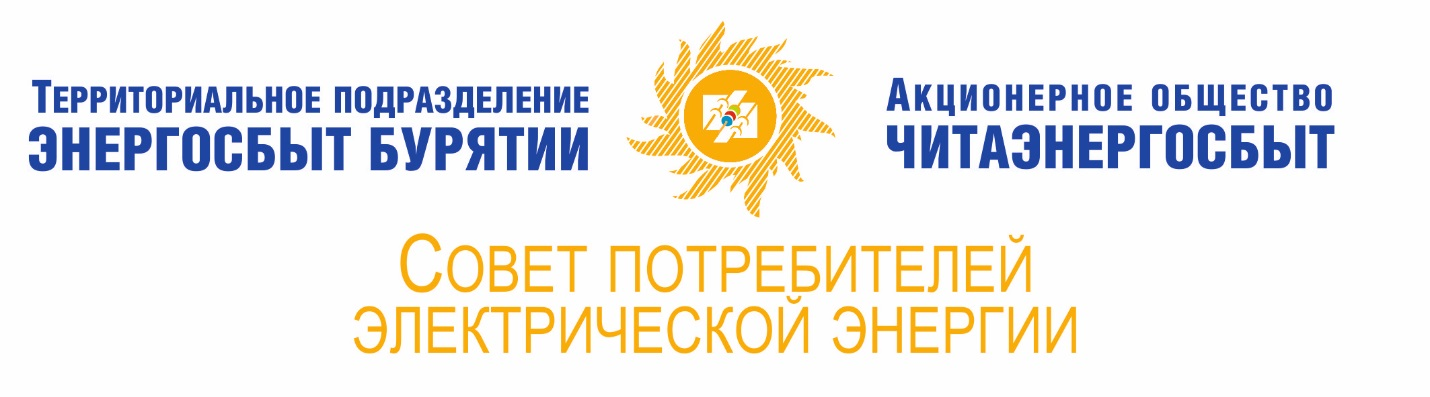 Территориальное подразделение
ЭНЕРГОСБЫТ БУРЯТИИ
Акционерное общество
ЧИТАЭНЕРГОСБЫТ
Совет потребителей
электрической энергии